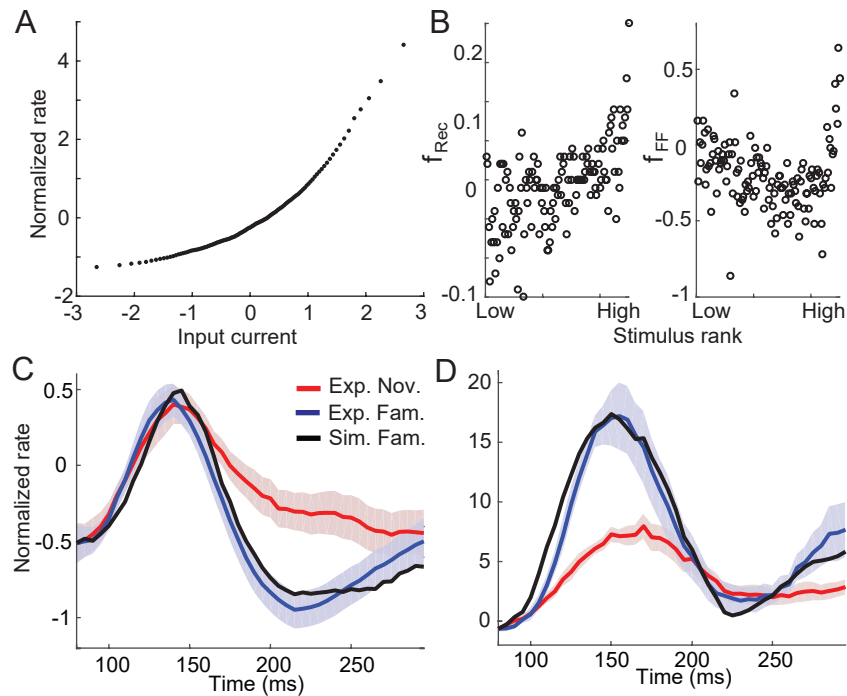 A
Normalized rate
4
2
0
-2
-3
-2
-1
0
1
2
3
Input current
B
f_Rec
0.2
0.1
0
-0.1
Low
High
f_FF
0.5
0
-0.5
-1
Low
High
Stimulus rank
C
Normalized rate
0.5
0
-0.5
-1
100
150
200
250
Time (ms)
Exp. Nov.
Exp. Fam.
Sim. Fam.
D
20
15
10
5
0
100
150
200
250
Time (ms)